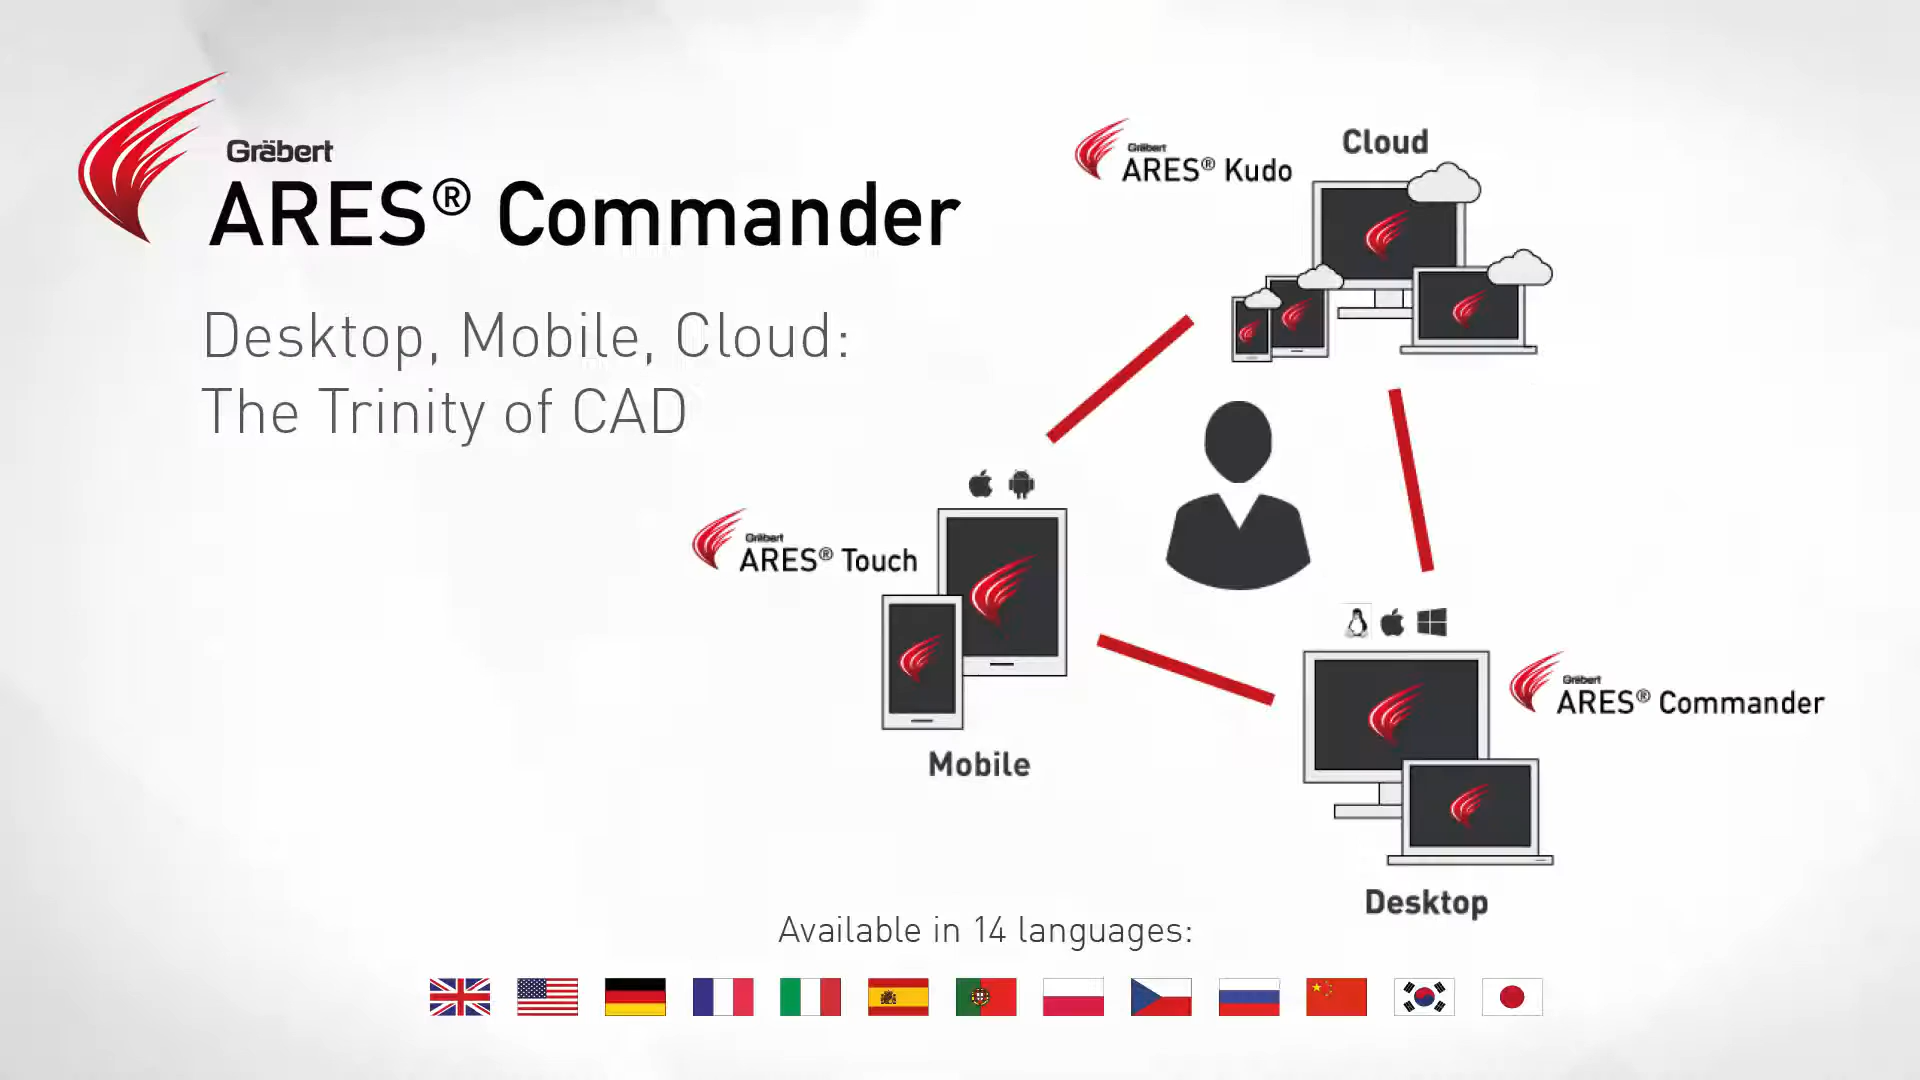 Gräbert
ARES® Commander
Desktop, Mobile, Cloud:
The Trinity of CAD
Cloud
Gräbert
ARES® Kudo
Gräbert
ARES® Touch
Mobile
Gräbert
ARES® Commander
Desktop
Available in 14 languages: